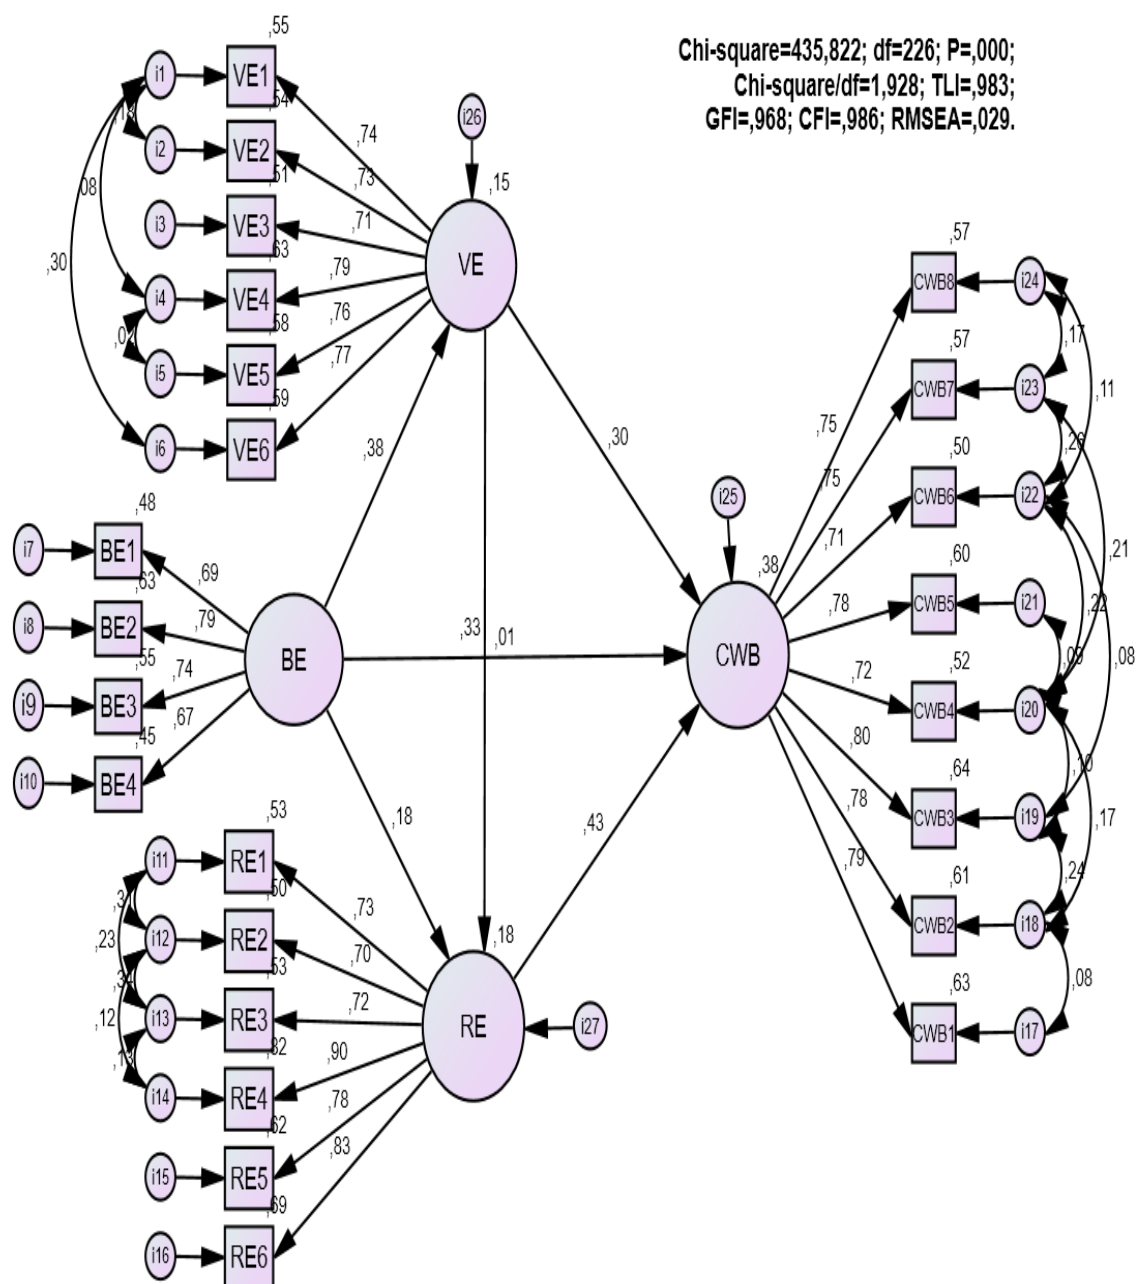 Chi-square=435,822; df=226; P=,000;
Chi-square/df=1,928; TLI=,983;
GFI=,968; CFI=,986; RMSEA=,029.
,55
i1
VE1
,54
i2
VE2
,51
i3
VE3
,63
i4
VE4
,58
i5
VE5
,59
i6
VE6
,08
,30
,74
,73
,71
,79
,76
,77
i26
,15
VE
,38
,30
,48
i7
BE1
,63
i8
BE2
,55
i9
BE3
,45
i10
BE4
,69
,79
,74
,67
BE
,33
,01
,18
,43
i25
,38
CWB
,53
i11
RE1
,50
i12
RE2
,53
i13
RE3
,82
i14
RE4
,62
i15
RE5
,69
i16
RE6
,23
,12
,73
,70
,72
,90
,78
,83
,18
RE
i27
,57
CWB8
i24
,57
CWB7
i23
,50
CWB6
i22
,60
CWB5
i21
,52
CWB4
i20
,64
CWB3
i19
,61
CWB2
i18
,63
CWB1
i17
,75
,75
,71
,78
,72
,80
,78
,79
,17
,11
,21
,22
,09
,08
,10
,17
,24
,08